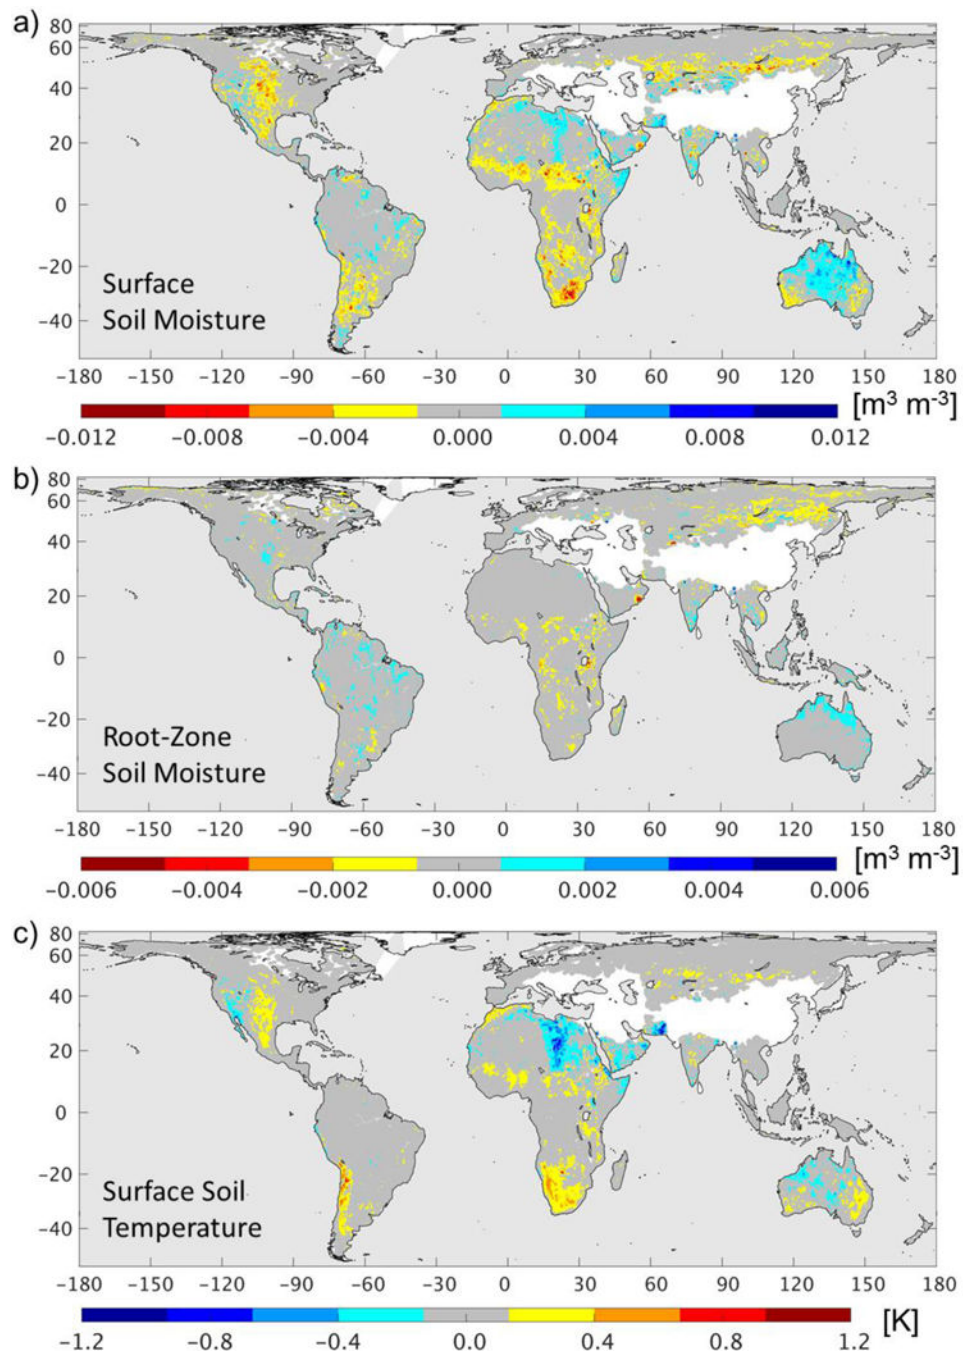 a)
80
60
40
20
0
−20
−40
Surface
Soil Moisture
−180 −150 −120 −90 −60 −30 0 30 60 90 120 150 180
−0.012 −0.008 −0.004 0.000 0.004 0.008 0.012 [m³ m⁻³]
b)
80
60
40
20
0
−20
−40
Root-Zone
Soil Moisture
−180 −150 −120 −90 −60 −30 0 30 60 90 120 150 180
−0.006 −0.004 −0.002 0.000 0.002 0.004 0.006 [m³ m⁻³]
c)
80
60
40
20
0
−20
−40
Surface Soil
Temperature
−180 −150 −120 −90 −60 −30 0 30 60 90 120 150 180
−1.2 −0.8 −0.4 0.0 0.4 0.8 1.2 [K]